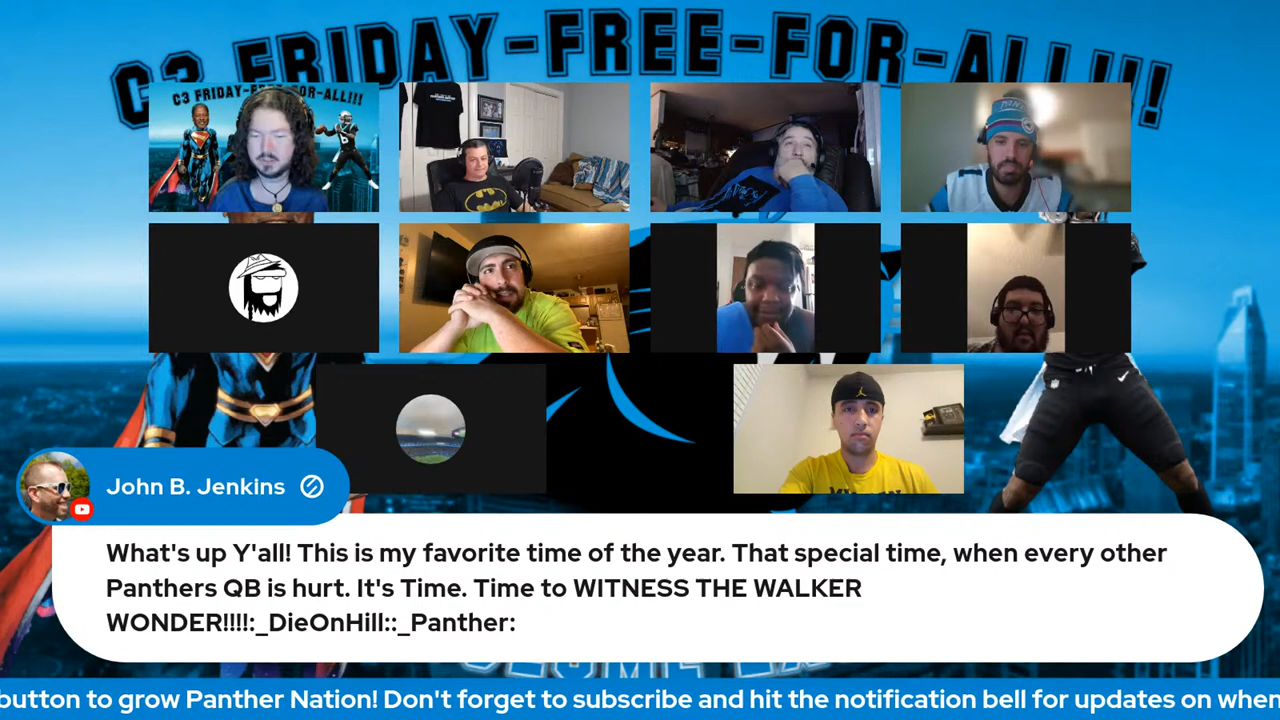 C3 FRIDAY-FREE-FOR-ALL!!!
C3 FRIDAY-FREE-FOR-ALL!!!
John B. Jenkins
What's up Y'all! This is my favorite time of the year. That special time, when every other
Panthers QB is hurt. It's Time. Time to WITNESS THE WALKER
WONDER!!!!:_DieOnHill::_Panther:
button to grow Panther Nation! Don't forget to subscribe and hit the notification bell for updates on when